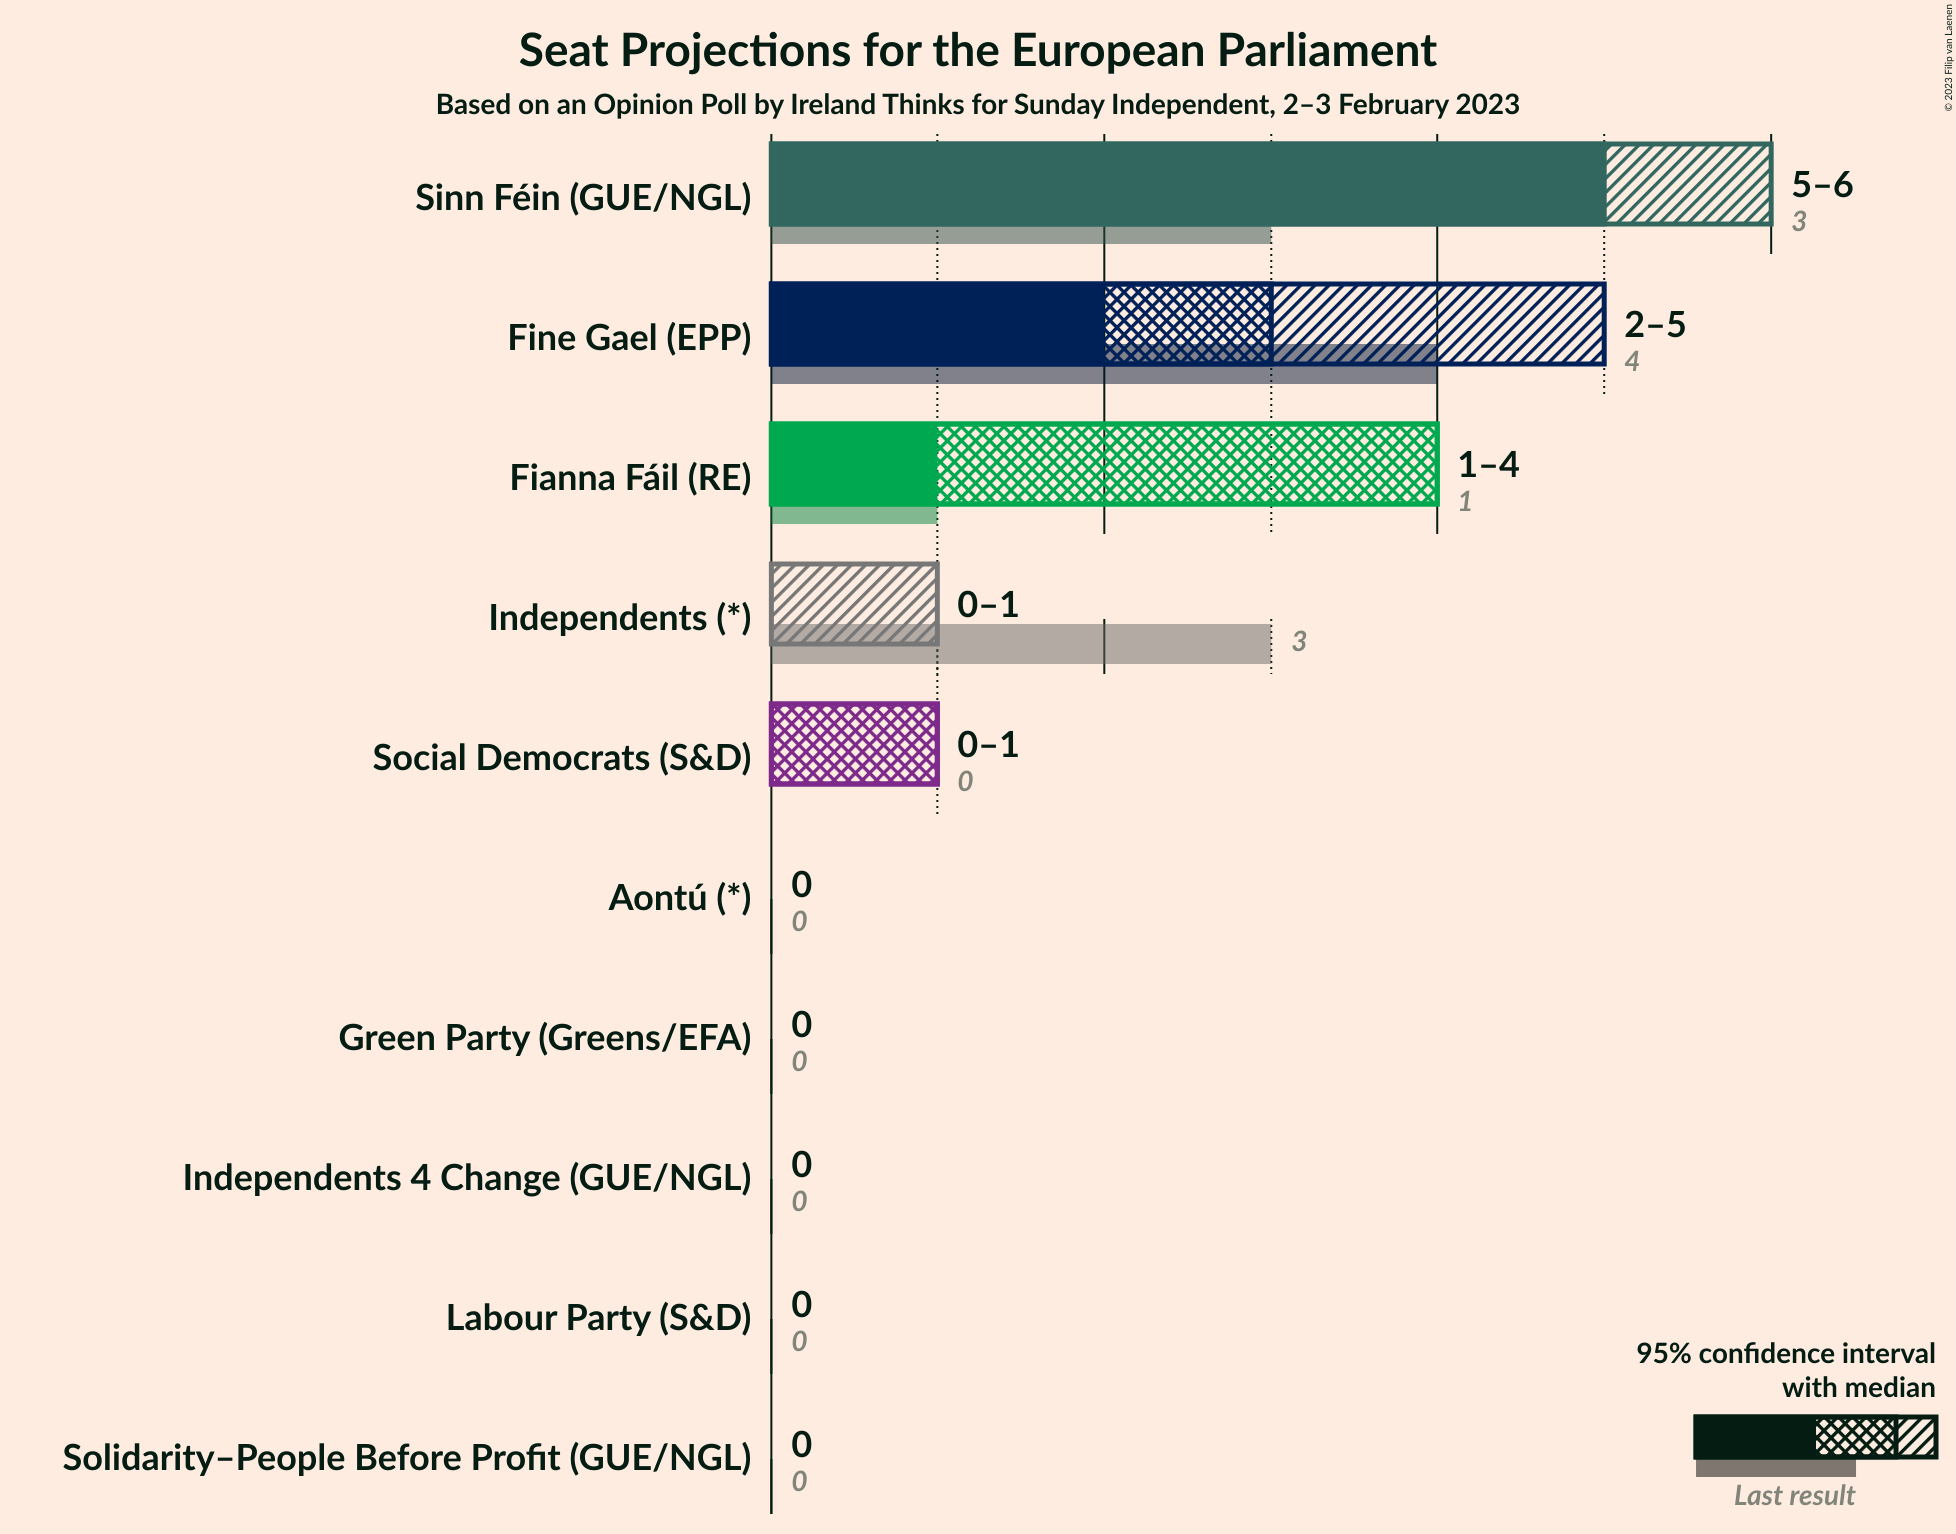 Seat Projections for the European Parliament
Based on an Opinion Poll by Ireland Thinks for Sunday Independent, 2–3 February 2023
© 2023 Filip van Laenen
Sinn Féin (GUE/NGL)
5–6
3
Fine Gael (EPP)
2–5
4
Fianna Fáil (RE)
1–4
1
Independents (*)
0–1
3
Social Democrats (S&D)
0–1
0
Aontú (*)
0
0
Green Party (Greens/EFA)
0
0
Independents 4 Change (GUE/NGL)
0
0
Labour Party (S&D)
0
0
Solidarity–People Before Profit (GUE/NGL)
0
0
95% confidence interval
with median
Last result